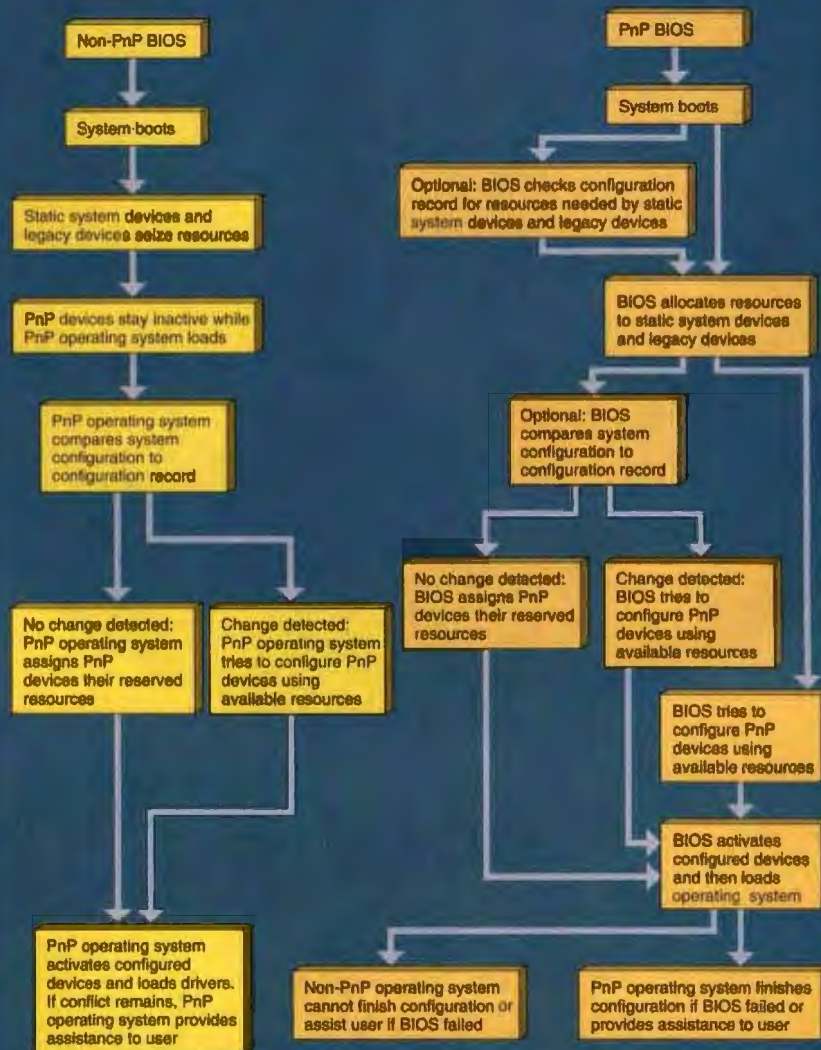 Non-PnP BIOS
System boots
Static system devices and
legacy devices seize resources
PnP devices stay inactive while
PnP operating system loads
PnP operating system
compares system
configuration to
configuration record
No change detected:
PnP operating system
assigns PnP
devices their reserved
resources
Change detected:
PnP operating system
tries to configure PnP
devices using
available resources
PnP operating system
activates configured
devices and loads drivers.
If conflict remains, PnP
operating system provides
assistance to user
PnP BIOS
System boots
Optional: BIOS checks configuration
record for resources needed by static
system devices and legacy devices
BIOS allocates resources
to static system devices
and legacy devices
Optional: BIOS
compares system
configuration to
configuration record
No change detected:
BIOS assigns PnP
devices their reserved
resources
Change detected:
BIOS tries to
configure PnP
devices using
available resources
BIOS tries to
configure PnP
devices using
available resources
BIOS activates
configured devices
and then loads
operating system
Non-PnP operating system
cannot finish configuration or
assist user if BIOS failed
PnP operating system finishes
configuration if BIOS failed or
provides assistance to user